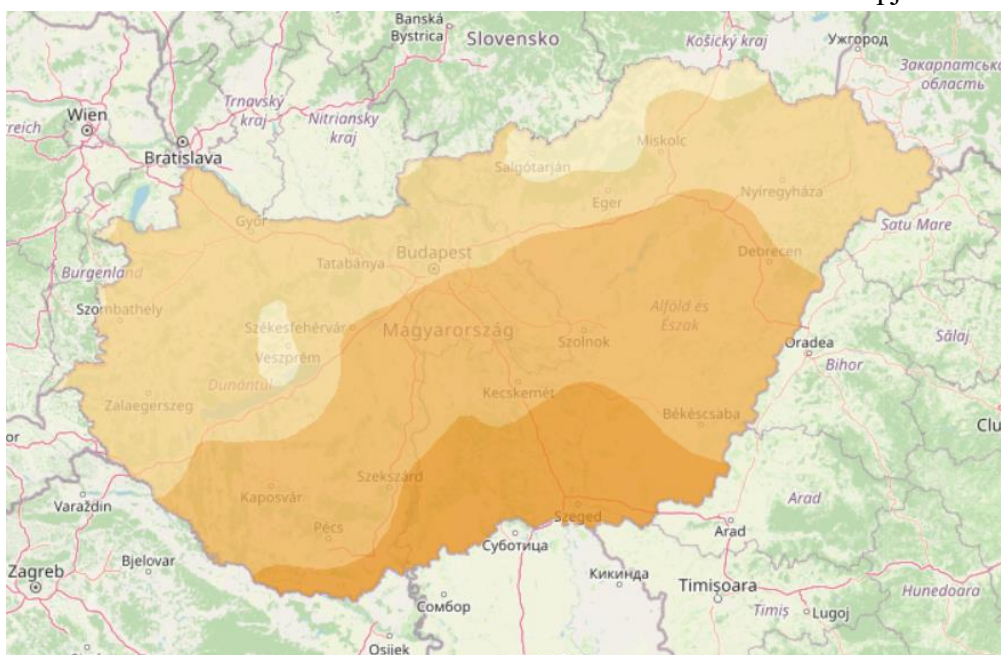 Banská
Bystrica
Slovensko
Košický kraj
Ужгород
Закарпатська
область
Wien
Trnavský
kraj
Nitriansky
kraj
Bratislava
Miskolc
Salgótarján
Nyíregyháza
Eger
Satu Mare
Győr
Budapest
Debrecen
Tatabánya
Burgenland
Szombathely
Alföld és
Észak
Székesfehérvár
Magyarország
Szolnok
Oradea
Sălaj
Veszprém
Bihor
Dunántúl
Kecskemét
Zalaegerszeg
Békéscsaba
Clu
or
Szekszárd
Kaposvár
Arad
Varaždin
Pécs
Szeged
Arad
Суботица
Bjelovar
Zagreb
Кикинда
Timișoara
Hunedoara
Сомбор
Timiș
Lugoj
Osijek